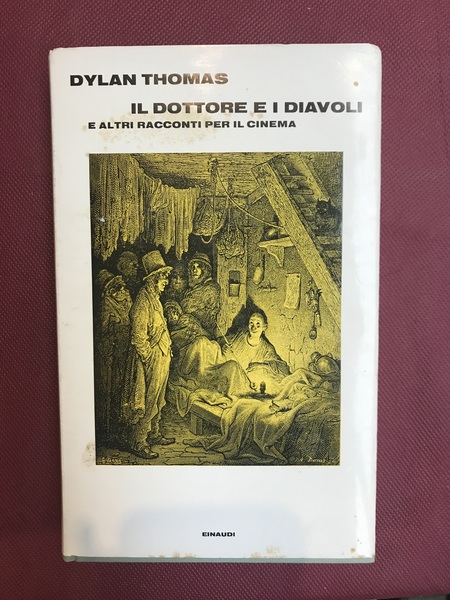 DYLAN THOMAS
IL DOTTORE E I DIAVOLI
E ALTRI RACCONTI PER IL CINEMA
EINAUDI